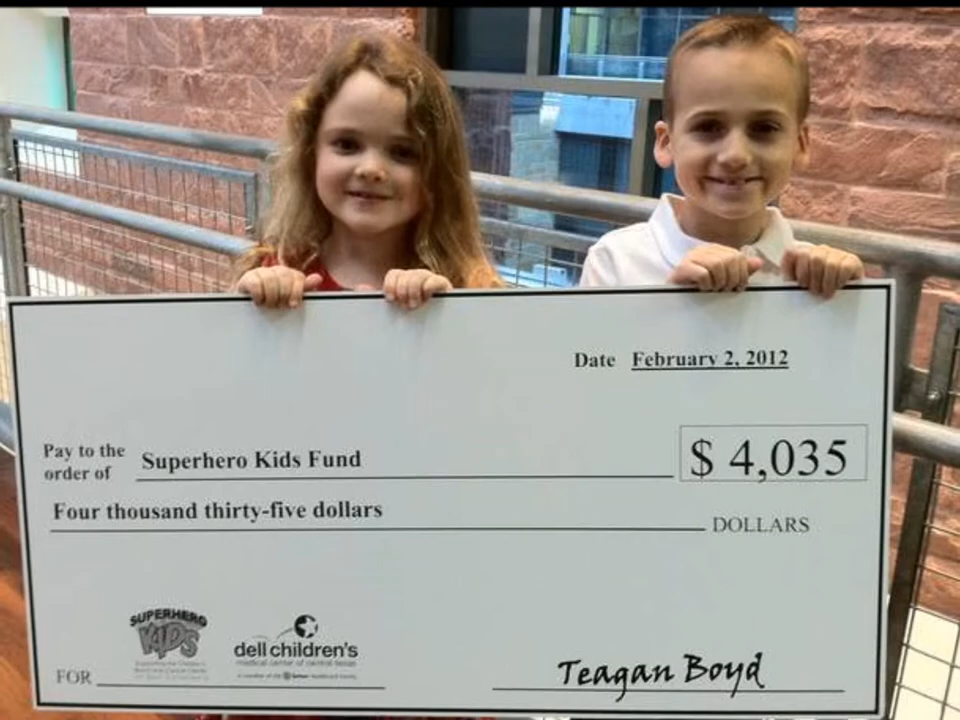 Date February 2, 2012
Pay to the
order of Superhero Kids Fund
$ 4,035
Four thousand thirty-five dollars
DOLLARS
SUPERHERO
KIDS
dell children's
medical center of central texas
FOR
Teagan Boyd